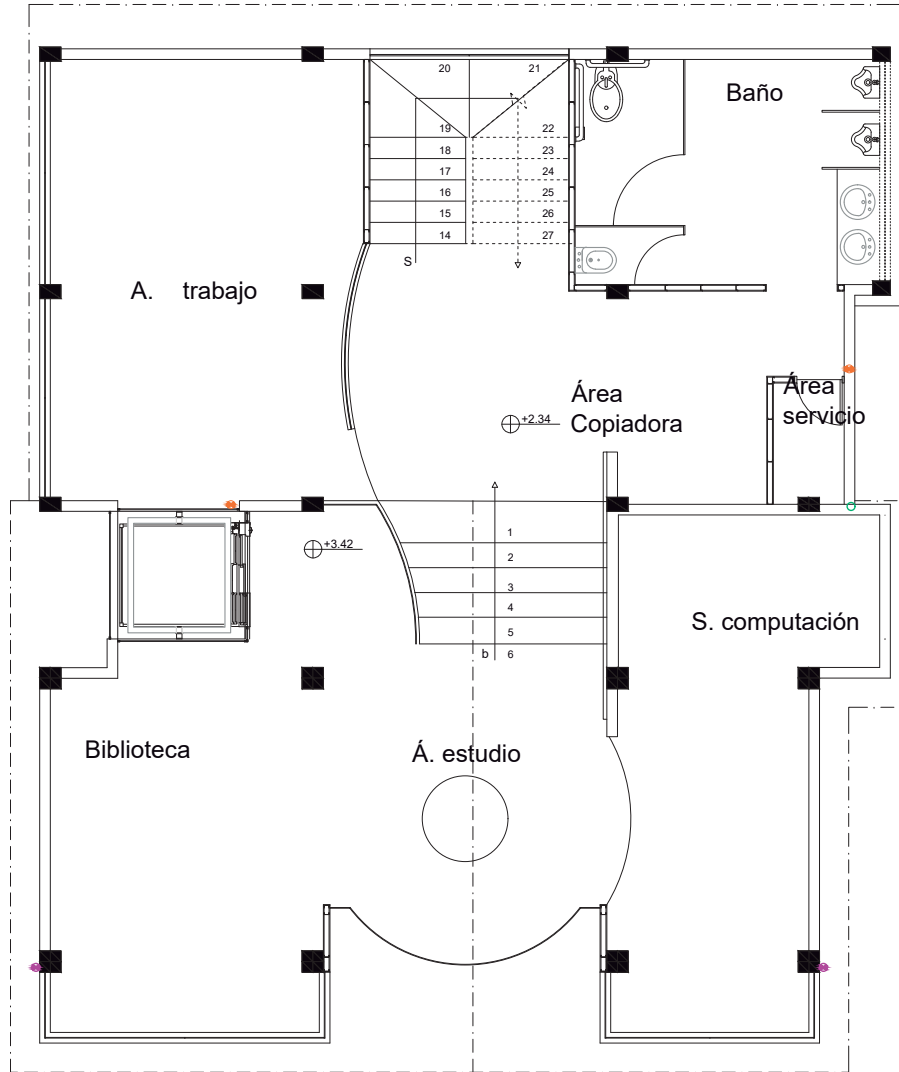 20 21
Baño
19 22
18 23
17 24
16 25
15 26
14 27
S
A. trabajo
Área
Copiadora
Área
servicio
+2.34
+3.42
1
2
3
4
5
b 6
S. computación
Biblioteca
Á. estudio